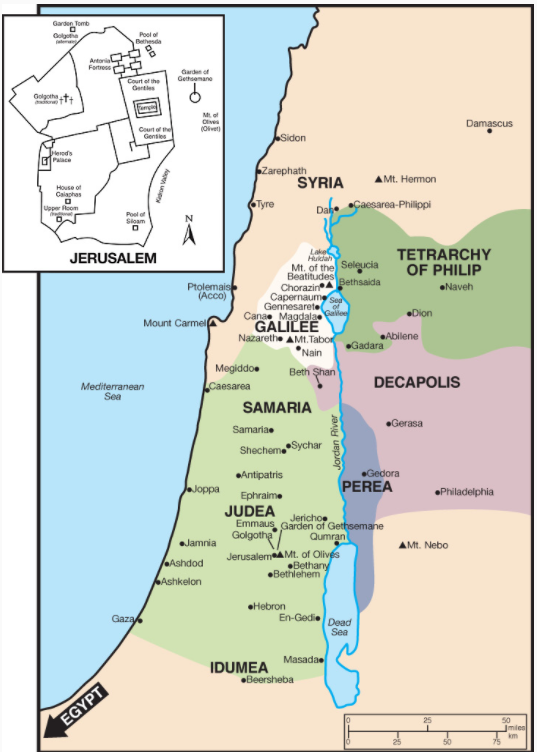 Garden Tomb
Golgotha
(alternate)
Pool of
Bethesda
Antonia
Fortress
Garden of
Gethsemane
Court of the
Gentiles
Golgotha
(traditional)
Temple
Mt. of
Olives
(Olivet)
Court of the
Gentiles
Herod's
Palace
House of
Caiaphas
Kidron Valley
Upper Room
(traditional)
Pool of
Siloam
N
JERUSALEM
Damascus
Sidon
Zarephath
SYRIA
Mt. Hermon
Tyre
Dan
Caesarea-Philippi
Lake
Huldah
TETRARCHY
OF PHILIP
Seleucia
Mt. of the
Beatitudes
Bethsaida
Chorazin
Naveh
Ptolemais
(Acco)
Capernaum
Sea
of
Galilee
Gennesaret
Dion
Cana
Magdala
Mount Carmel
GALILEE
Abilene
Nazareth
Mt.Tabor
Gadara
Nain
Megiddo
Beth Shan
DECAPOLIS
Mediterranean
Sea
Caesarea
SAMARIA
Jordan River
Gerasa
Samaria
Sychar
Shechem
Antipatris
Gedora
PEREA
Joppa
Ephraim
Philadelphia
JUDEA
Jericho
Emmaus
Garden of Gethsemane
Golgotha
Qumran
Jamnia
Mt. Nebo
Jerusalem
Mt. of Olives
Ashdod
Bethany
Bethlehem
Ashkelon
Hebron
Gaza
En-Gedi
Dead
Sea
Masada
IDUMEA
Beersheba
EGYPT
0 25 50
miles
km
0 25 50 75